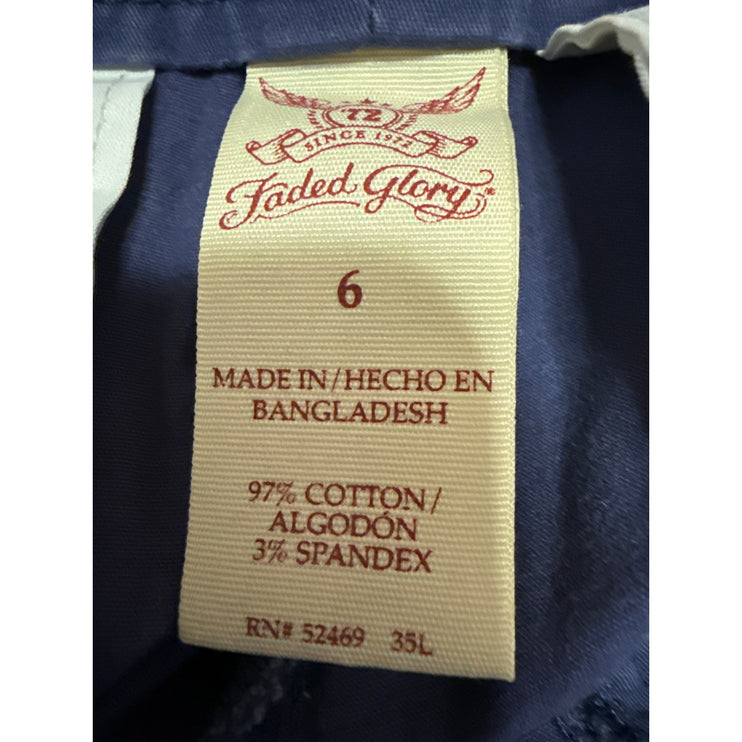 72
SINCE 1972
Faded Glory®
6
MADE IN/HECHO EN
BANGLADESH
97% COTTON/
ALGODÓN
3% SPANDEX
RN# 52469 35L